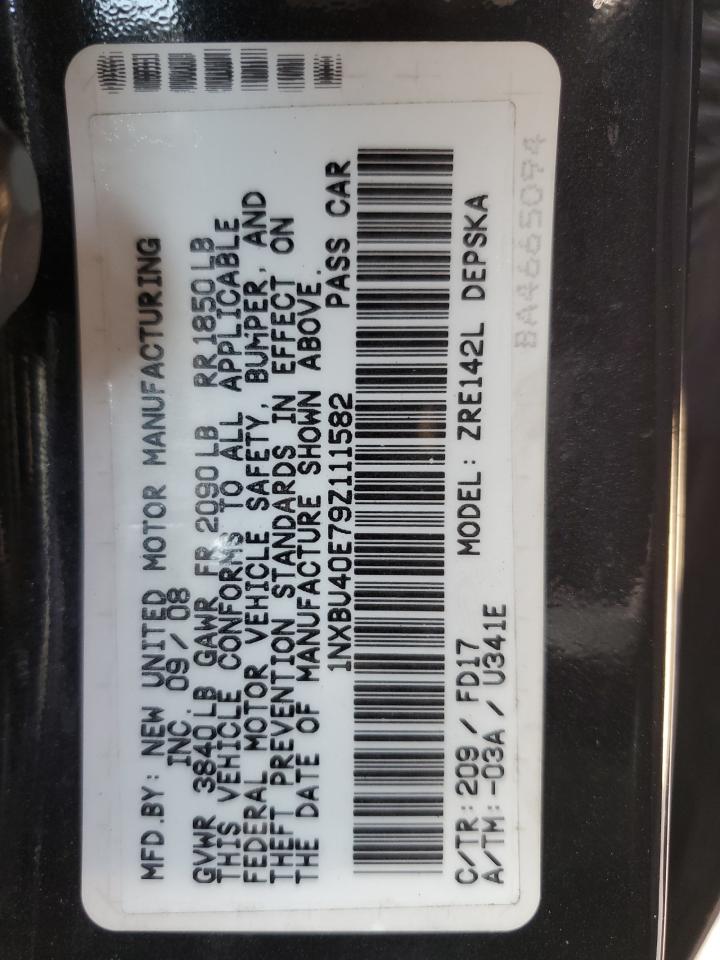 MFD.BY: NEW UNITED MOTOR MANUFACTURING
INC. 09/08
GVWR 3840LB GAWR FR 2090LB RR1850LB
THIS VEHICLE CONFORMS TO ALL APPLICABLE
FEDERAL MOTOR VEHICLE SAFETY, BUMPER, AND
THEFT PREVENTION STANDARDS IN EFFECT ON
THE DATE OF MANUFACTURE SHOWN ABOVE.
1NXBU40E79Z111582 PASS CAR
C/TR:209/FD17 MODEL: ZRE142L DEPSKA
A/TM:-03A/U341E
BA4665094